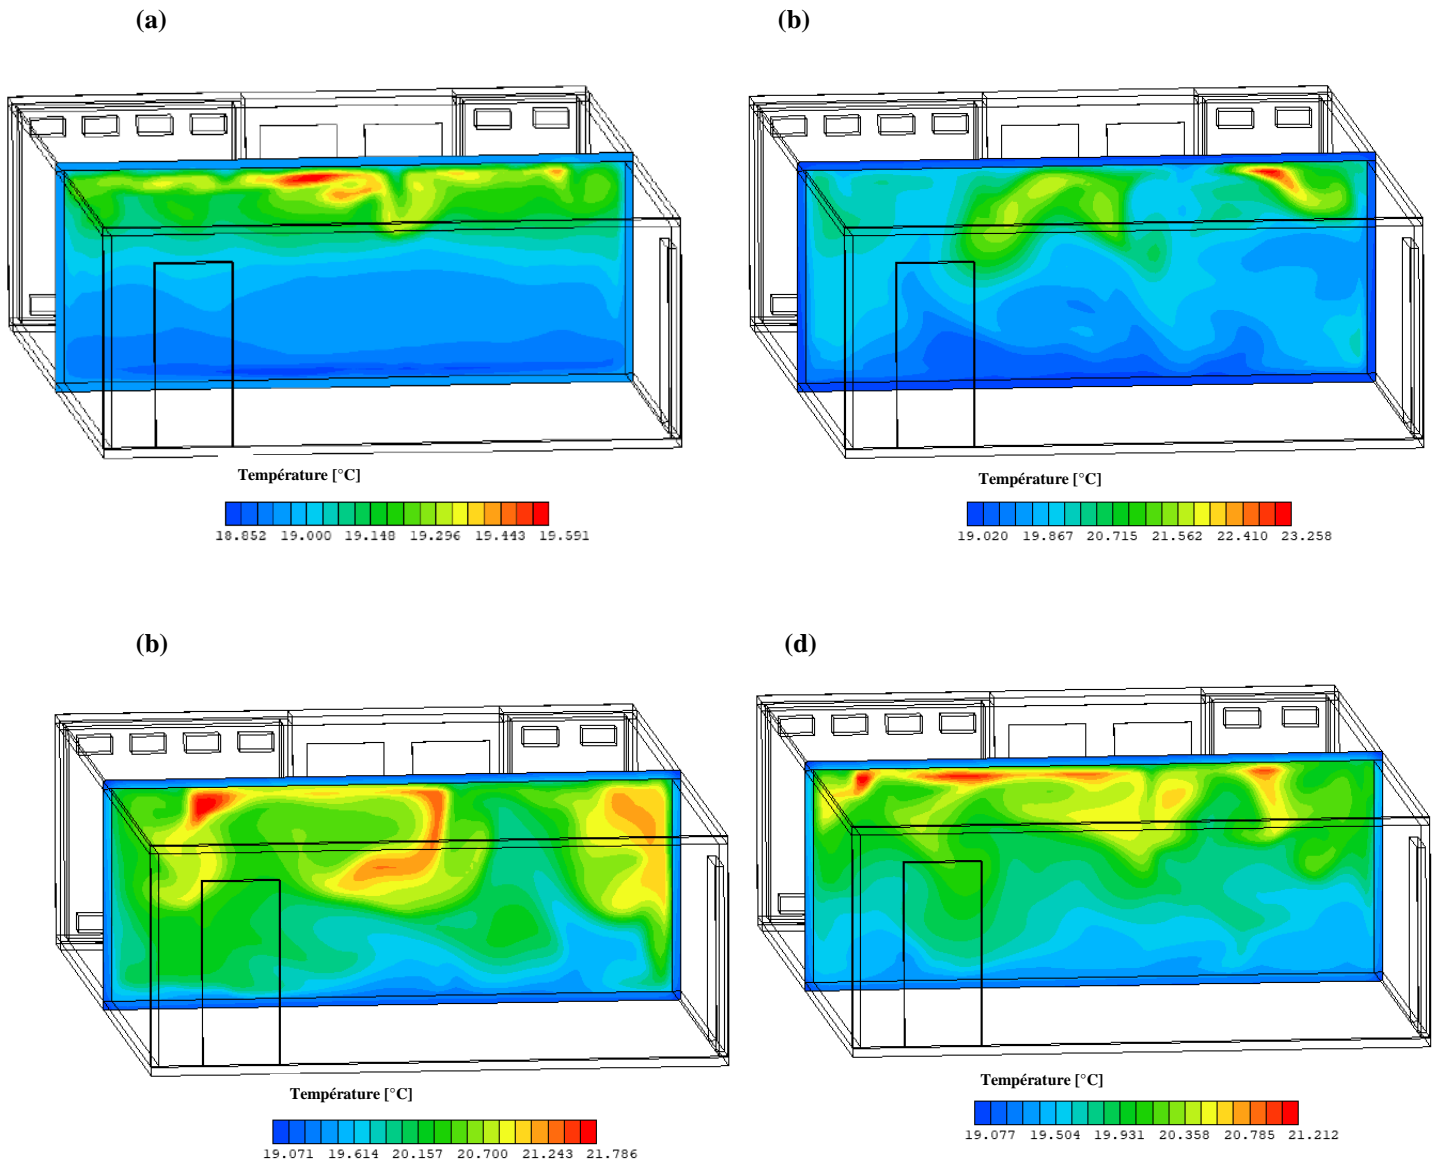 (a)
(b)
Température [°C]
18.852 19.000 19.148 19.296 19.443 19.591
Température [°C]
19.020 19.867 20.715 21.562 22.410 23.258
(b)
(d)
Température [°C]
19.071 19.614 20.157 20.700 21.243 21.786
Température [°C]
19.077 19.504 19.931 20.358 20.785 21.212